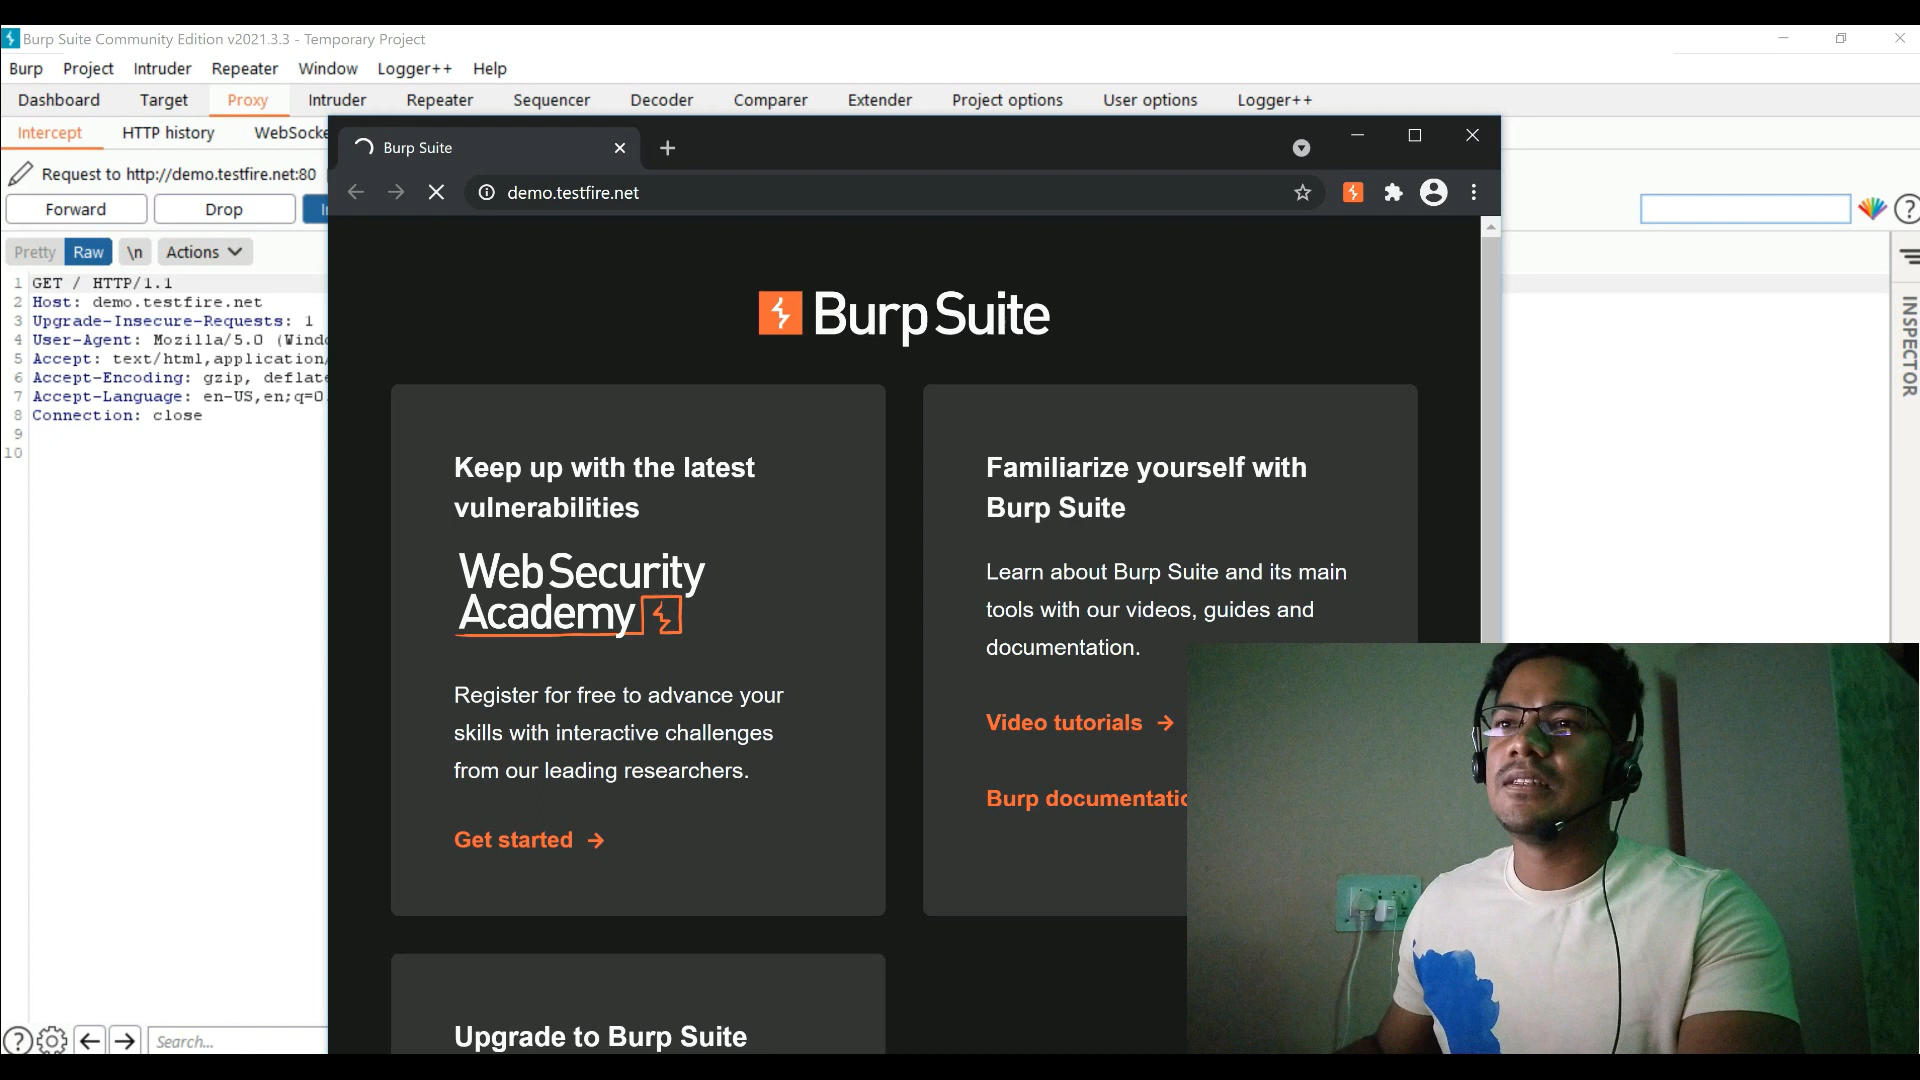 Burp Suite Community Edition v2021.3.3 - Temporary Project
Burp Project Intruder Repeater Window Logger++ Help
Dashboard Target Proxy Intruder Repeater Sequencer Decoder Comparer Extender Project options User options Logger++
Intercept HTTP history WebSocke
Request to http://demo.testfire.net:80
Forward Drop
Pretty Raw \n Actions
1 GET / HTTP/1.1
2 Host: demo.testfire.net
3 Upgrade-Insecure-Requests: 1
4 User-Agent: Mozilla/5.0 (Windo
5 Accept: text/html,application/
6 Accept-Encoding: gzip, deflate
7 Accept-Language: en-US,en;q=0.
8 Connection: close
9
10
Search...
INSPECTOR
Burp Suite
demo.testfire.net
Burp Suite
Keep up with the latest
vulnerabilities
Web Security
Academy
Register for free to advance your
skills with interactive challenges
from our leading researchers.
Get started →
Familiarize yourself with
Burp Suite
Learn about Burp Suite and its main
tools with our videos, guides and
documentation.
Video tutorials →
Burp documentatio
Upgrade to Burp Suite